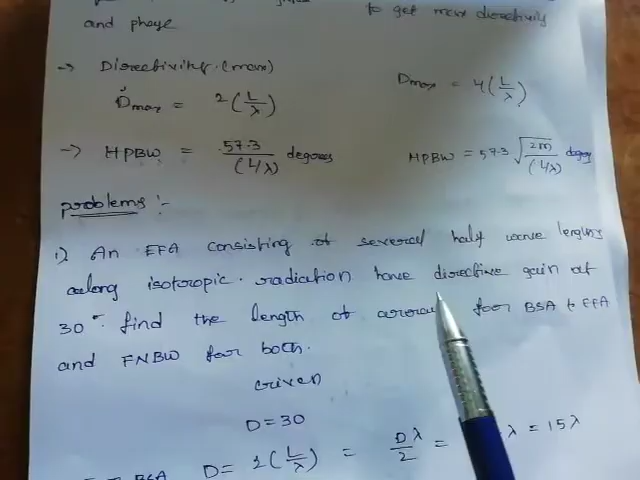 to get max directivity
and phase
-> Directivity (max)
Dmax = 2(L/λ)
Dmax = 4(L/λ)
-> HPBW = 57.3/(L/λ) degrees
HPBW = 57.3 √2m/(L/λ) degrees
problems :-
1) An EFA consisting of several half wave lengths
along isotropic radiation have directive gain of
30. find the length of array for BSA & EFA
and FNBW for both.
Given
D=30
BSA D= 2(L/λ) = Dλ/2 = λ = 15λ